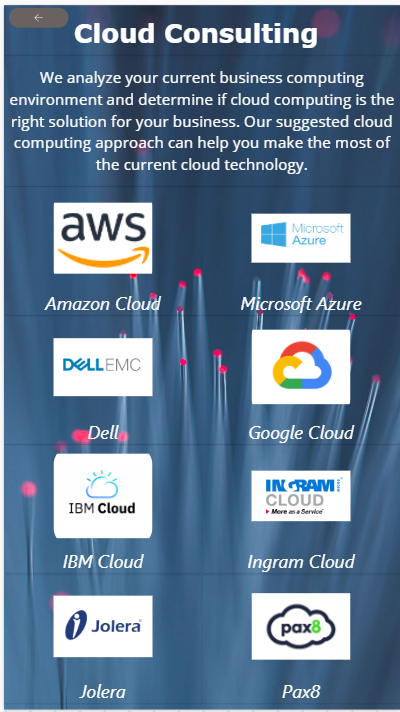 Cloud Consulting
We analyze your current business computing
environment and determine if cloud computing is the
right solution for your business. Our suggested cloud
computing approach can help you make the most of
the current cloud technology.
aws
Microsoft
Azure
Amazon Cloud
Microsoft Azure
DELLEMC
Dell
Google Cloud
IBM Cloud
INGRAM
CLOUD
More as a Service
IBM Cloud
Ingram Cloud
Jolera
pax8
Jolera
Pax8